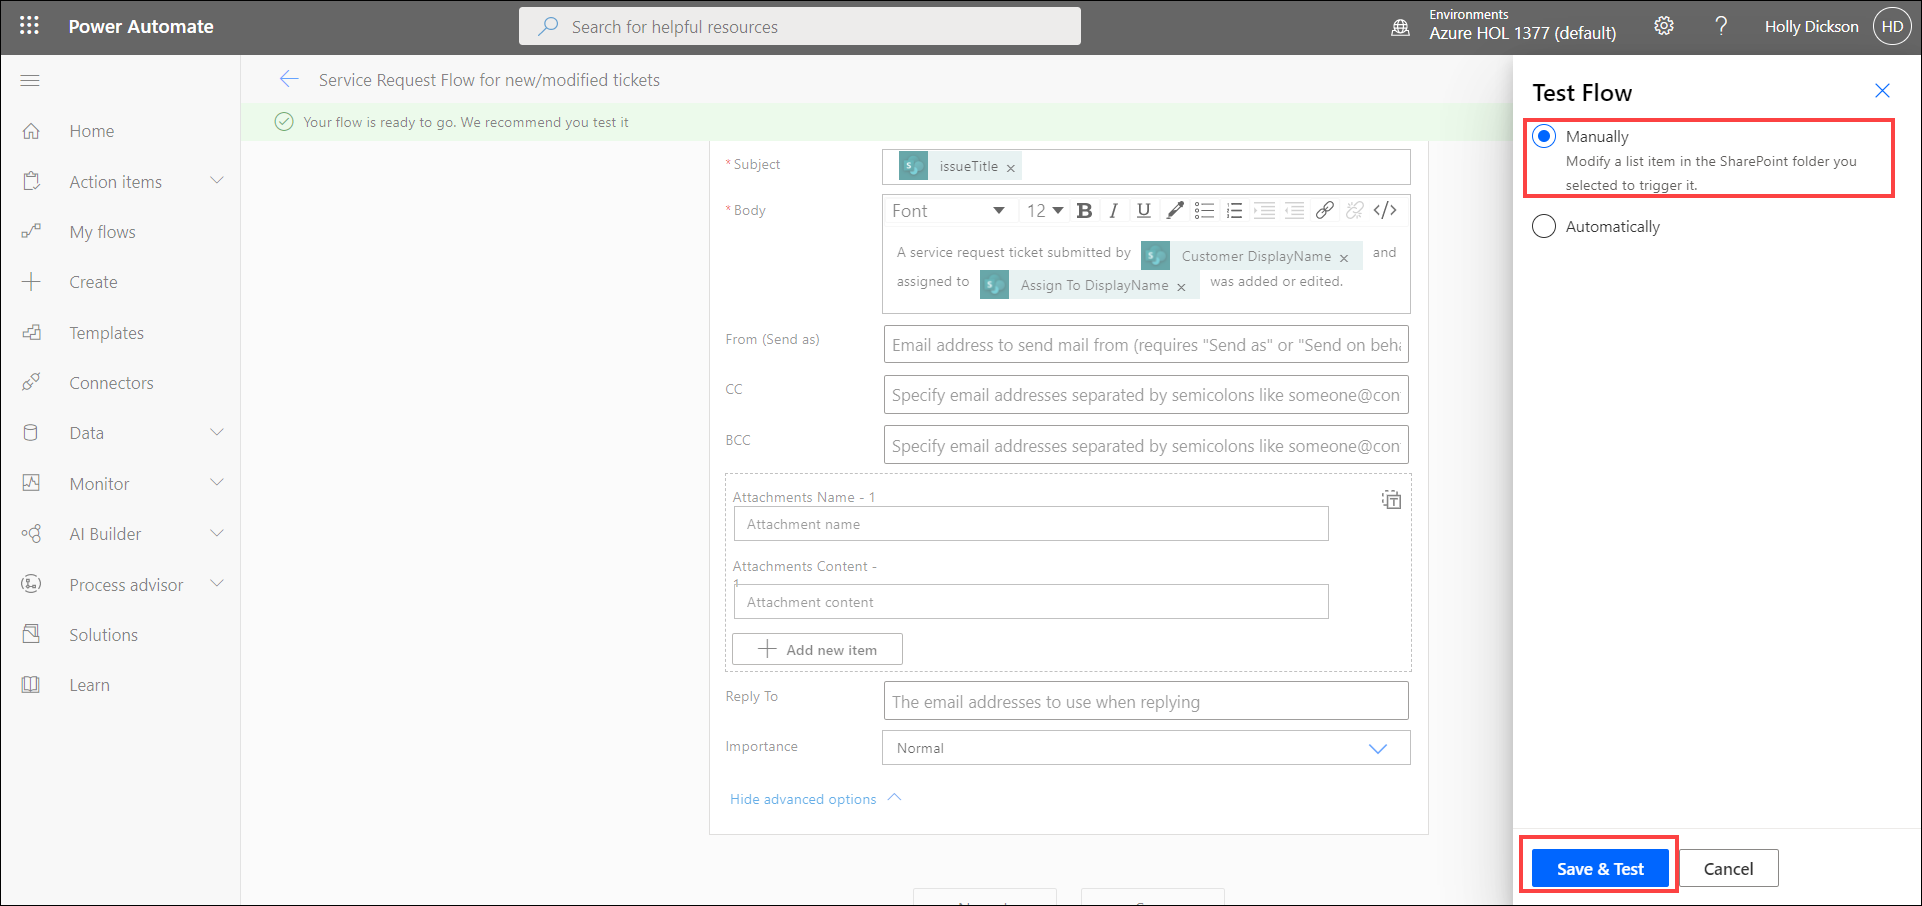 Power Automate
Search for helpful resources
Environments
Azure HOL 1377 (default)
?
Holly Dickson
HD
Home
Action items
My flows
Create
Templates
Connectors
Data
Monitor
AI Builder
Process advisor
Solutions
Learn
Service Request Flow for new/modified tickets
Your flow is ready to go. We recommend you test it
* Subject
issueTitle ×
* Body
Font 12 B I U </>
A service request ticket submitted by Customer DisplayName × and
assigned to Assign To DisplayName × was added or edited.
From (Send as)
Email address to send mail from (requires "Send as" or "Send on beha
CC
Specify email addresses separated by semicolons like someone@con
BCC
Specify email addresses separated by semicolons like someone@con
Attachments Name - 1
Attachment name
Attachments Content -
1
Attachment content
Add new item
Reply To
The email addresses to use when replying
Importance
Normal
Hide advanced options
Test Flow
Manually
Modify a list item in the SharePoint folder you
selected to trigger it.
Automatically
Save & Test
Cancel